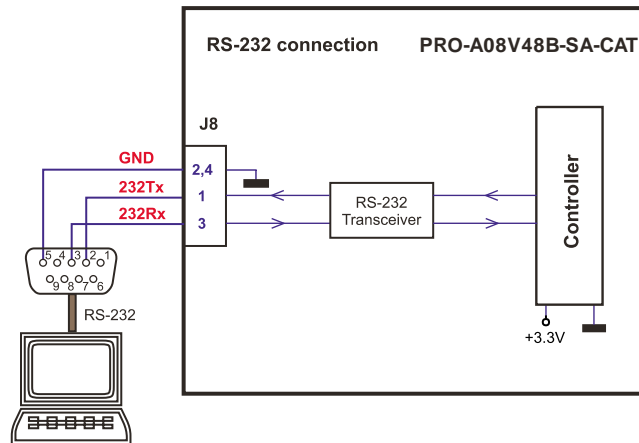 RS-232 connection
PRO-A08V48B-SA-CAT
J8
GND
2,4
232Tx
1
232Rx
3
RS-232
Transceiver
Controller
+3.3V
5 4 3 2 1
9 8 7 6
RS-232